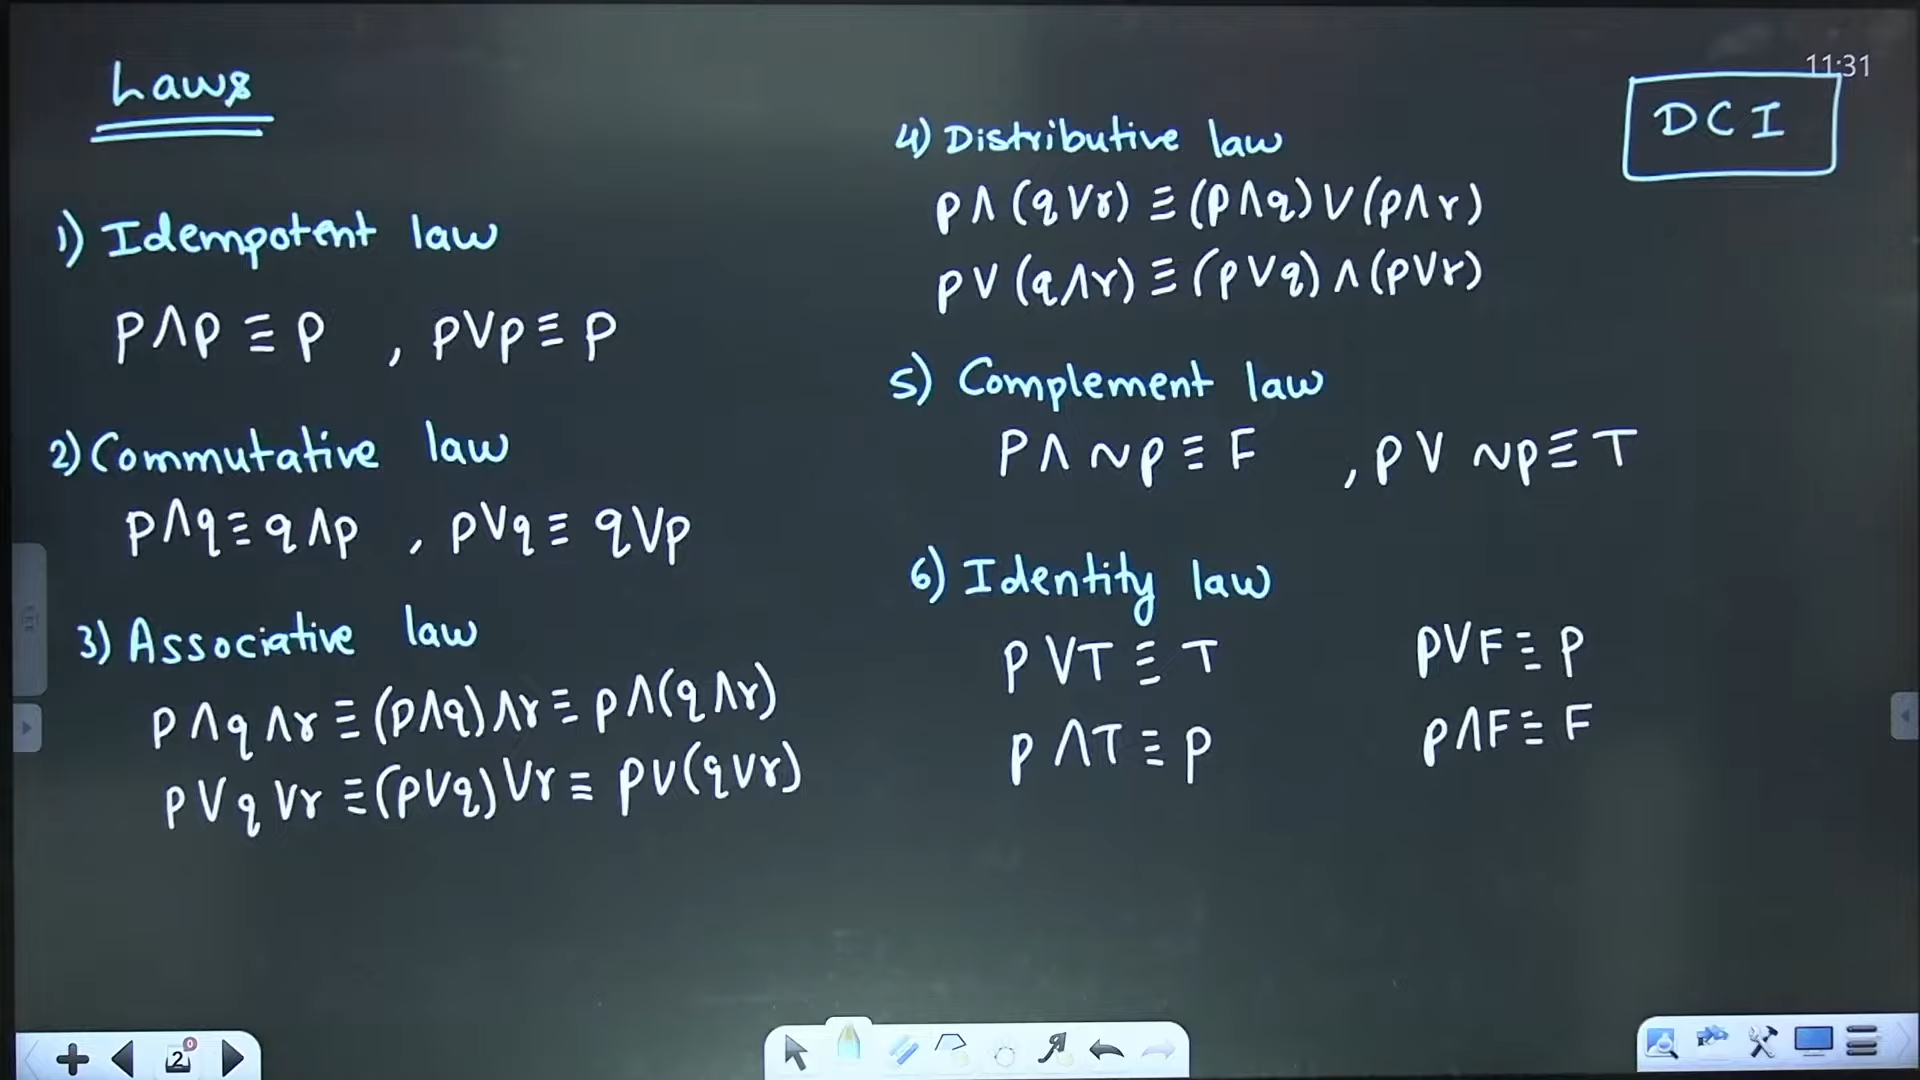 Laws
1) Idempotent law
p∧p ≡ p , p∨p ≡ p
2) Commutative law
p∧q ≡ q∧p , p∨q ≡ q∨p
3) Associative law
p∧q∧r ≡ (p∧q)∧r ≡ p∧(q∧r)
p∨q∨r ≡ (p∨q)∨r ≡ p∨(q∨r)
11:31
DCI
4) Distributive law
p∧(q∨r) ≡ (p∧q)∨(p∧r)
p∨(q∧r) ≡ (p∨q)∧(p∨r)
5) Complement law
p∧~p ≡ F , p∨~p ≡ T
6) Identity law
p∨T ≡ T p∨F ≡ p
p∧T ≡ p p∧F ≡ F
2 0